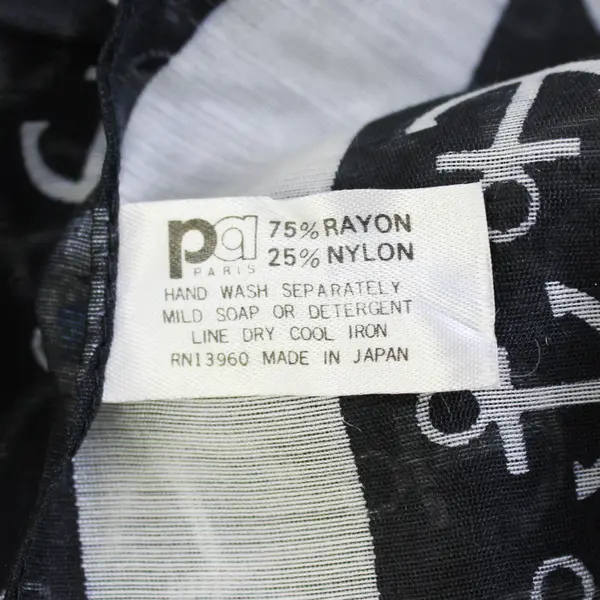 pa 75% RAYON
PARIS 25% NYLON
HAND WASH SEPARATELY
MILD SOAP OR DETERGENT
LINE DRY COOL IRON
RN13960 MADE IN JAPAN